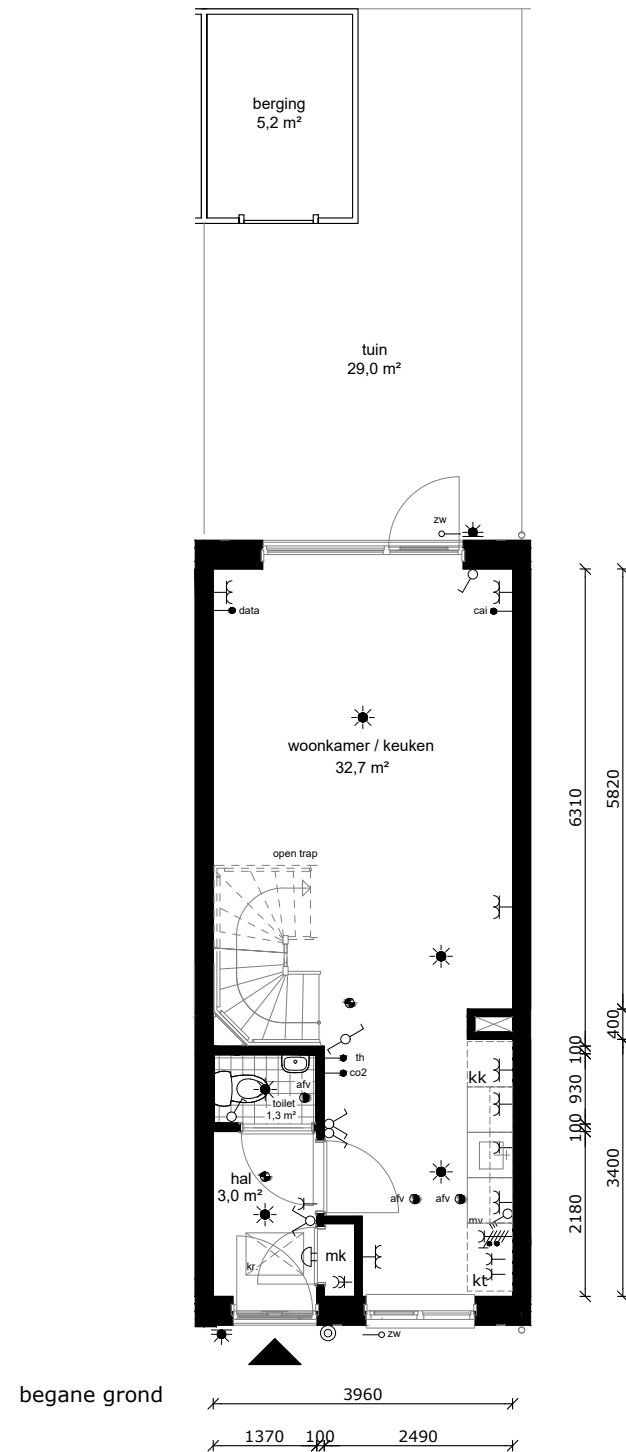 berging
5,2 m²
tuin
29,0 m²
zw
data
cai
woonkamer / keuken
32,7 m²
6310
5820
open trap
400
100
th
co2
kk
930
afv
toilet
1,3 m²
100
3400
hal
3,0 m²
afv
afv
2180
mv
kr.
mk
kt
zw
begane grond
3960
1370
100
2490